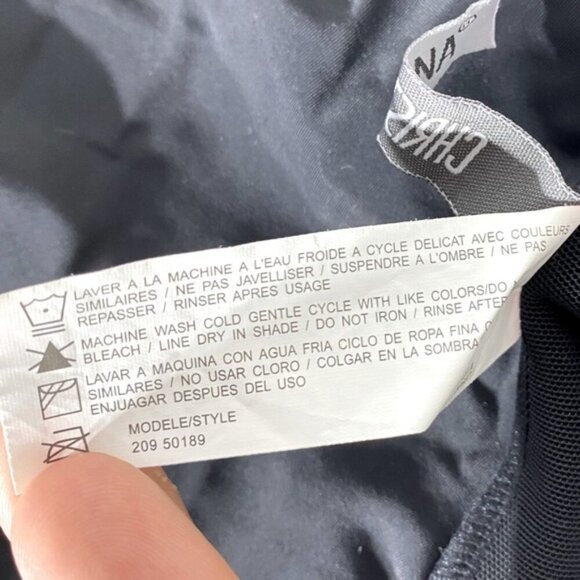 NA®
CHRIS
LAVER A LA MACHINE A L'EAU FROIDE A CYCLE DELICAT AVEC COULEURS
SIMILAIRES / NE PAS JAVELLISER / SUSPENDRE A L'OMBRE / NE PAS
REPASSER / RINSER APRES USAGE
MACHINE WASH COLD GENTLE CYCLE WITH LIKE COLORS/DO
BLEACH / LINE DRY IN SHADE / DO NOT IRON / RINSE AFTER
LAVAR A MAQUINA CON AGUA FRIA CICLO DE ROPA FINA
SIMILARES / NO USAR CLORO / COLGAR EN LA SOMBRA
ENJUAGAR DESPUES DEL USO
MODELE/STYLE
209 50189